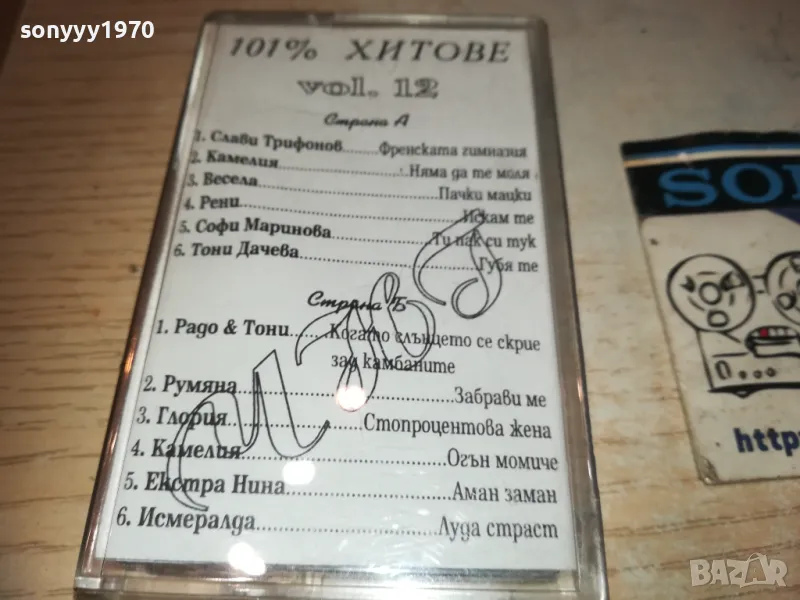 sonyyy1970
101% ХИТОВЕ
vol. 12
Страна А
1. Слави Трифонов........Френската гимназия
2. Камелия........Няма да те моля
3. Весела........Пачки мацки
4. Рени........Искам те
5. Софи Маринова........Ти пак си тук
6. Тони Дачева........Губя те
Страна Б
1. Радо & Тони........Когато слънцето се скрие
зад камбаните
2. Румяна........Забрави ме
3. Глория........Стопроцентова жена
4. Камелия........Огън момиче
5. Екстра Нина........Аман заман
6. Исмералда........Луда страст
http
BAZAR